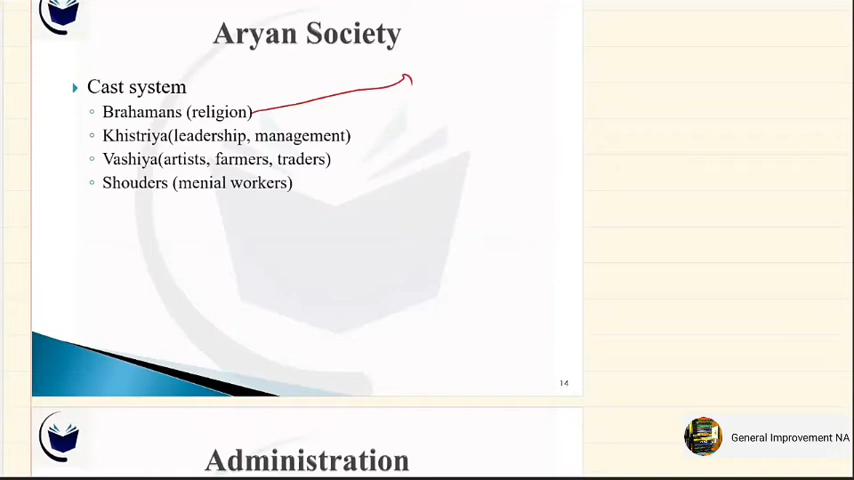 Aryan Society
Cast system
Brahamans (religion)
Khistriya(leadership, management)
Vashiya(artists, farmers, traders)
Shouders (menial workers)
14
General Improvement NA
Administration